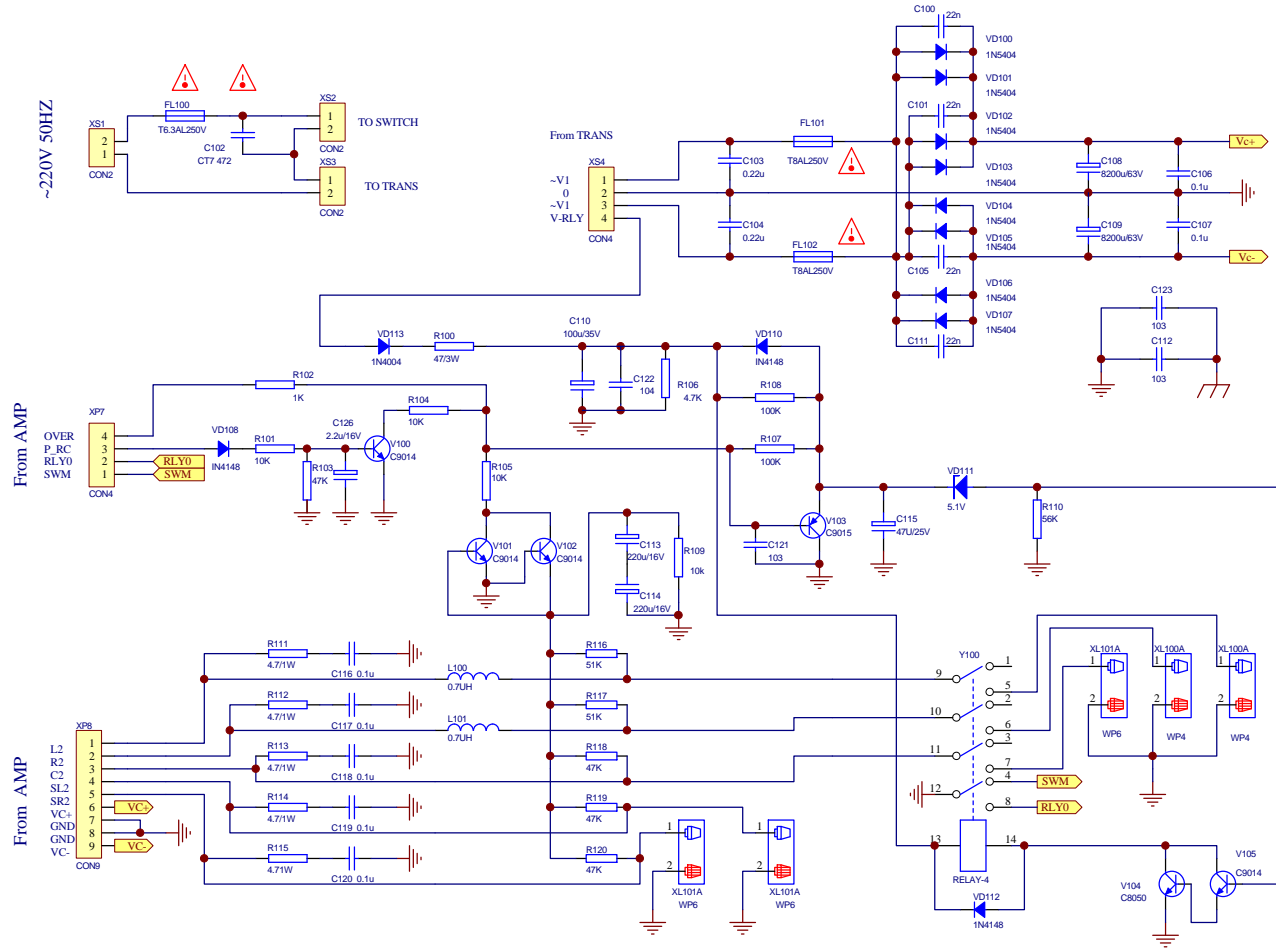 ~220V 50HZ
XS1
2
1
CON2
FL100
T6.3AL250V
C102
CT7 472
XS2
1
2
CON2
TO SWITCH
XS3
1
2
CON2
TO TRANS
From TRANS
XS4
~V1
0
~V1
V-RLY
1
2
3
4
CON4
C103
0.22u
C104
0.22u
FL101
T8AL250V
FL102
T8AL250V
C100
22n
VD100
1N5404
VD101
1N5404
C101
22n
VD102
1N5404
VD103
1N5404
VD104
1N5404
VD105
1N5404
C105
22n
VD106
1N5404
VD107
1N5404
C111
22n
C108
8200u/63V
C106
0.1u
C109
8200u/63V
C107
0.1u
Vc+
Vc-
C123
103
C112
103
VD113
1N4004
R100
47/3W
C110
100u/35V
C122
104
R106
4.7K
VD110
IN4148
R108
100K
R107
100K
From AMP
XP7
OVER
P_RC
RLY0
SWM
4
3
2
1
CON4
RLY0
SWM
R102
1K
VD108
IN4148
R101
10K
R103
47K
C126
2.2u/16V
R104
10K
V100
C9014
R105
10K
V101
C9014
V102
C9014
C113
220u/16V
C114
220u/16V
R109
10k
C121
103
V103
C9015
C115
47U/25V
VD111
5.1V
R110
56K
From AMP
XP8
L2
R2
C2
SL2
SR2
VC+
GND
GND
VC-
1
2
3
4
5
6
7
8
9
CON9
VC+
VC-
R111
4.7/1W
C116 0.1u
R112
4.7/1W
C117 0.1u
R113
4.7/1W
C118 0.1u
R114
4.7/1W
C119 0.1u
R115
4.71W
C120 0.1u
L100
0.7UH
L101
0.7UH
R116
51K
R117
51K
R118
47K
R119
47K
R120
47K
1
2
XL101A
WP6
1
2
XL101A
WP6
Y100
9
10
11
12
1
5
2
6
3
7
4
8
13
14
RELAY-4
SWM
RLY0
VD112
1N4148
XL101A
1
2
WP6
XL100A
1
2
WP4
XL100A
1
2
WP4
V104
C8050
V105
C9014